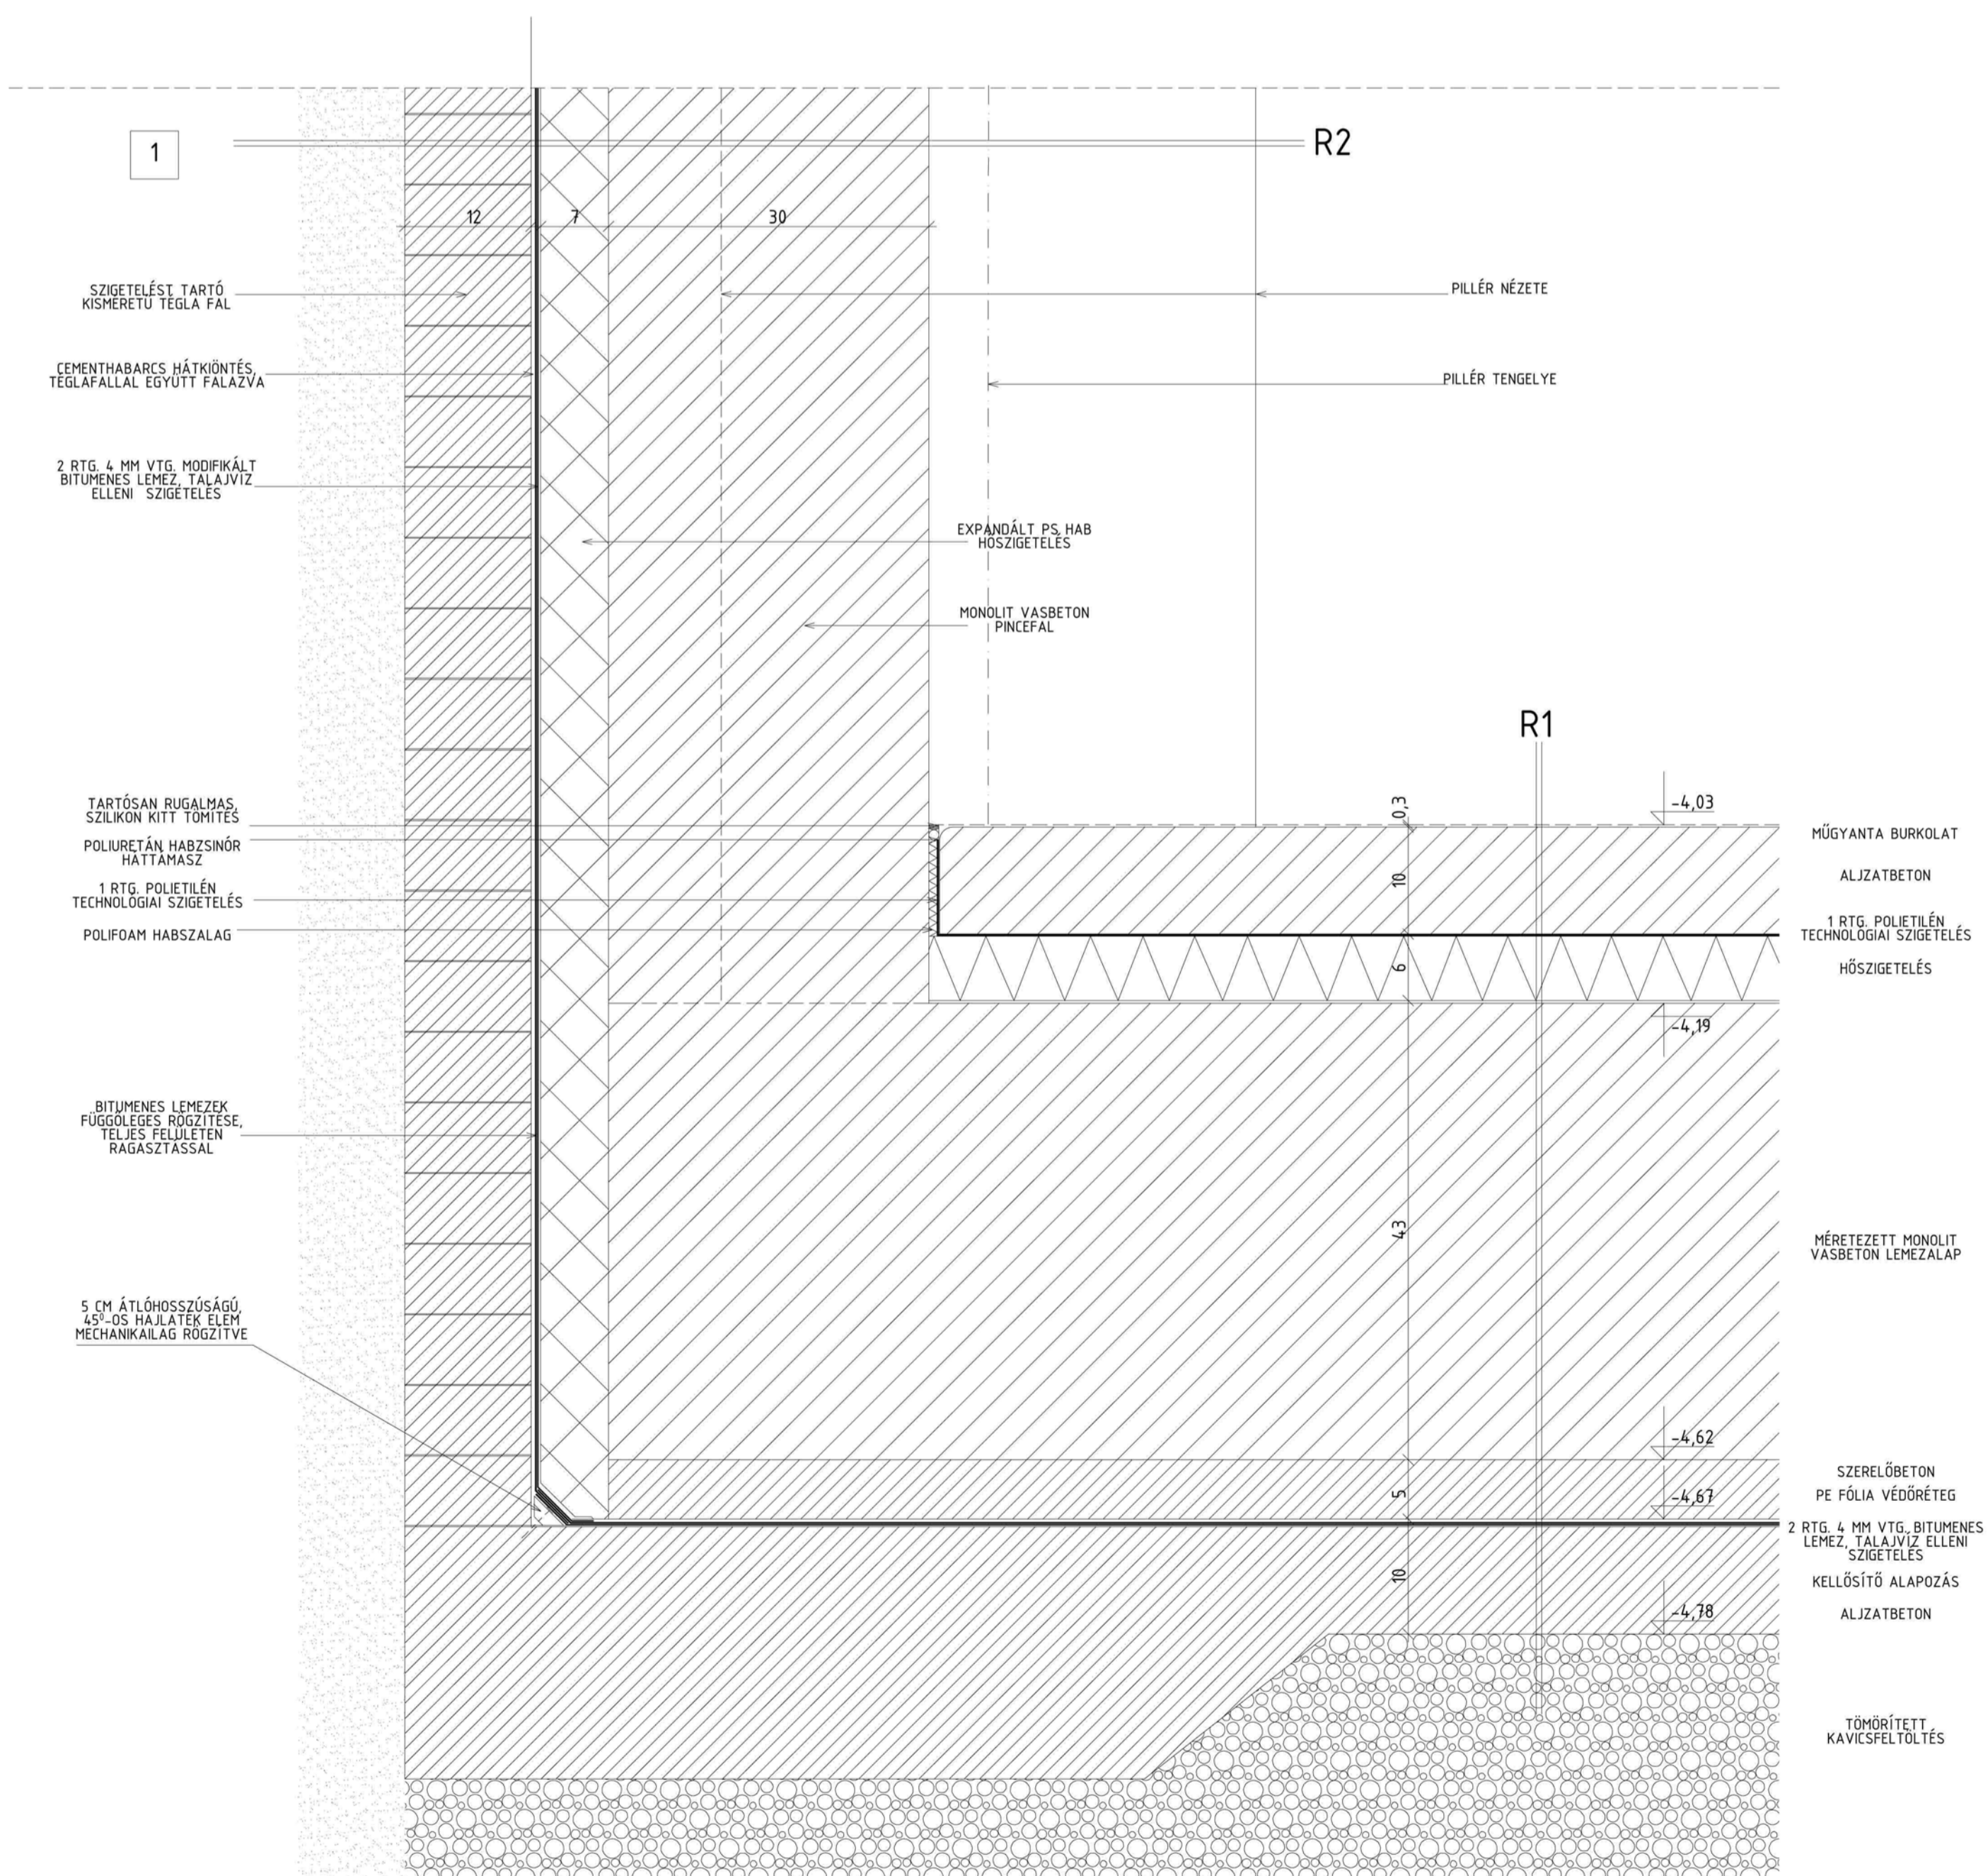 1
R2
12
7
30
SZIGETELÉST TARTÓ
KISMÉRETŰ TÉGLA FAL
PILLÉR NÉZETE
CEMENTHABARCS HÁTKIÖNTÉS,
TÉGLAFALLAL EGYÜTT FALAZVA
PILLÉR TENGELYE
2 RTG. 4 MM VTG. MODIFIKÁLT
BITUMENES LEMEZ, TALAJVÍZ
ELLENI SZIGETELÉS
EXPANDÁLT PS HAB
HŐSZIGETELÉS
MONOLIT VASBETON
PINCEFAL
R1
TARTÓSAN RUGALMAS,
SZILIKON KITT TÖMÍTÉS
POLIURETÁN HABZSINÓR
HÁTTÁMASZ
1 RTG. POLIETILÉN
TECHNOLÓGIAI SZIGETELÉS
POLIFOAM HABSZALAG
0,3
-4,03
MŰGYANTA BURKOLAT
10
ALJZATBETON
1 RTG. POLIETILÉN
TECHNOLÓGIAI SZIGETELÉS
6
HŐSZIGETELÉS
-4,19
BITUMENES LEMEZEK
FÜGGŐLEGES RÖGZÍTÉSE,
TELJES FELÜLETEN
RAGASZTÁSSAL
43
MÉRETEZETT MONOLIT
VASBETON LEMEZALAP
5 CM ÁTLÓHOSSZÚSÁGÚ,
45⁰-OS HAJLATÉK ELEM
MECHANIKAILAG RÖGZÍTVE
-4,62
SZERELŐBETON
5
-4,67
PE FÓLIA VÉDŐRÉTEG
2 RTG. 4 MM VTG. BITUMENES
LEMEZ, TALAJVÍZ ELLENI
SZIGETELÉS
10
KELLŐSÍTŐ ALAPOZÁS
-4,78
ALJZATBETON
TÖMÖRÍTETT
KAVICSFELTÖLTÉS